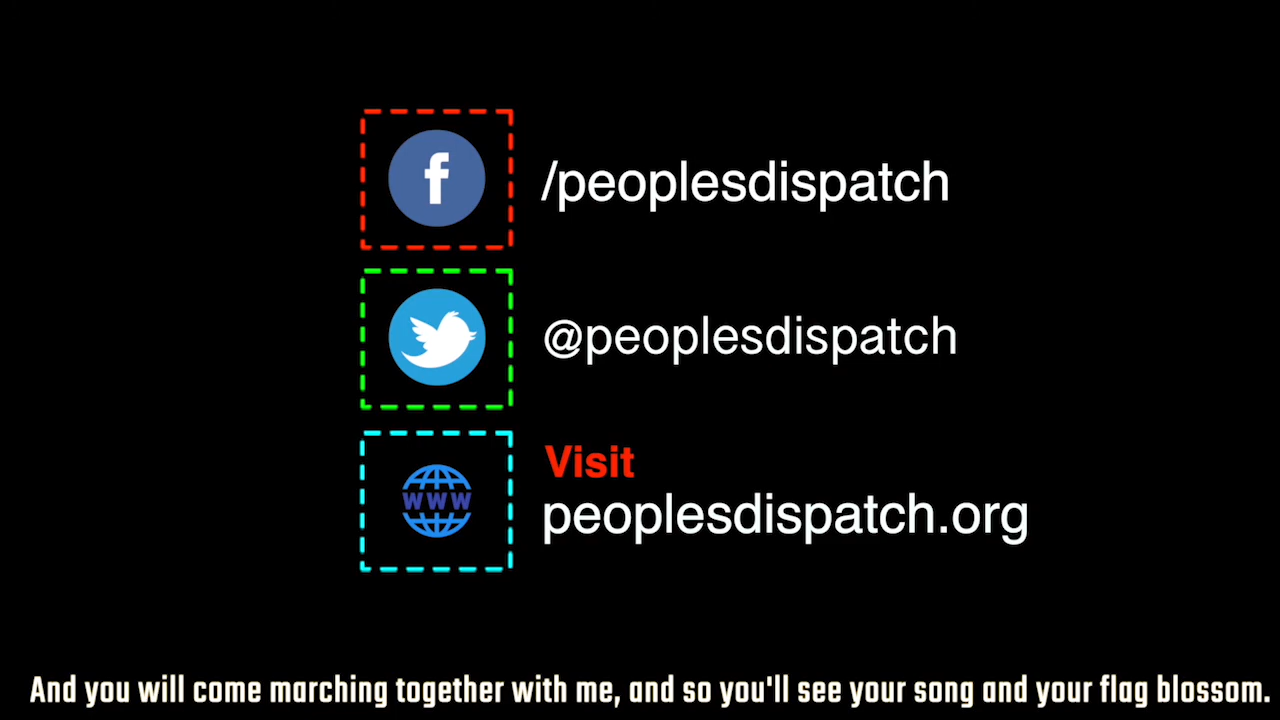 f
/peoplesdispatch
@peoplesdispatch
Visit
www
peoplesdispatch.org
And you will come marching together with me, and so you'll see your song and your flag blossom.